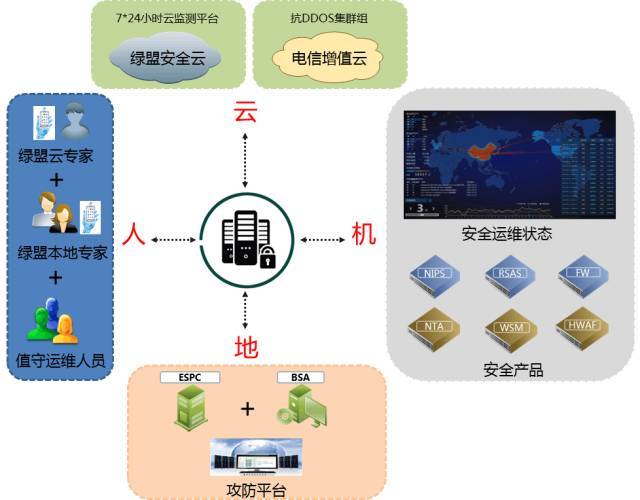 7*24小时云监测平台
抗DDOS集群组
绿盟安全云
电信增值云
云
绿盟云专家
+
绿盟本地专家
+
值守运维人员
人
机
地
3
安全运维状态
NIPS
RSAS
FW
NTA
WSM
HWAF
安全产品
ESPC
+
BSA
攻防平台